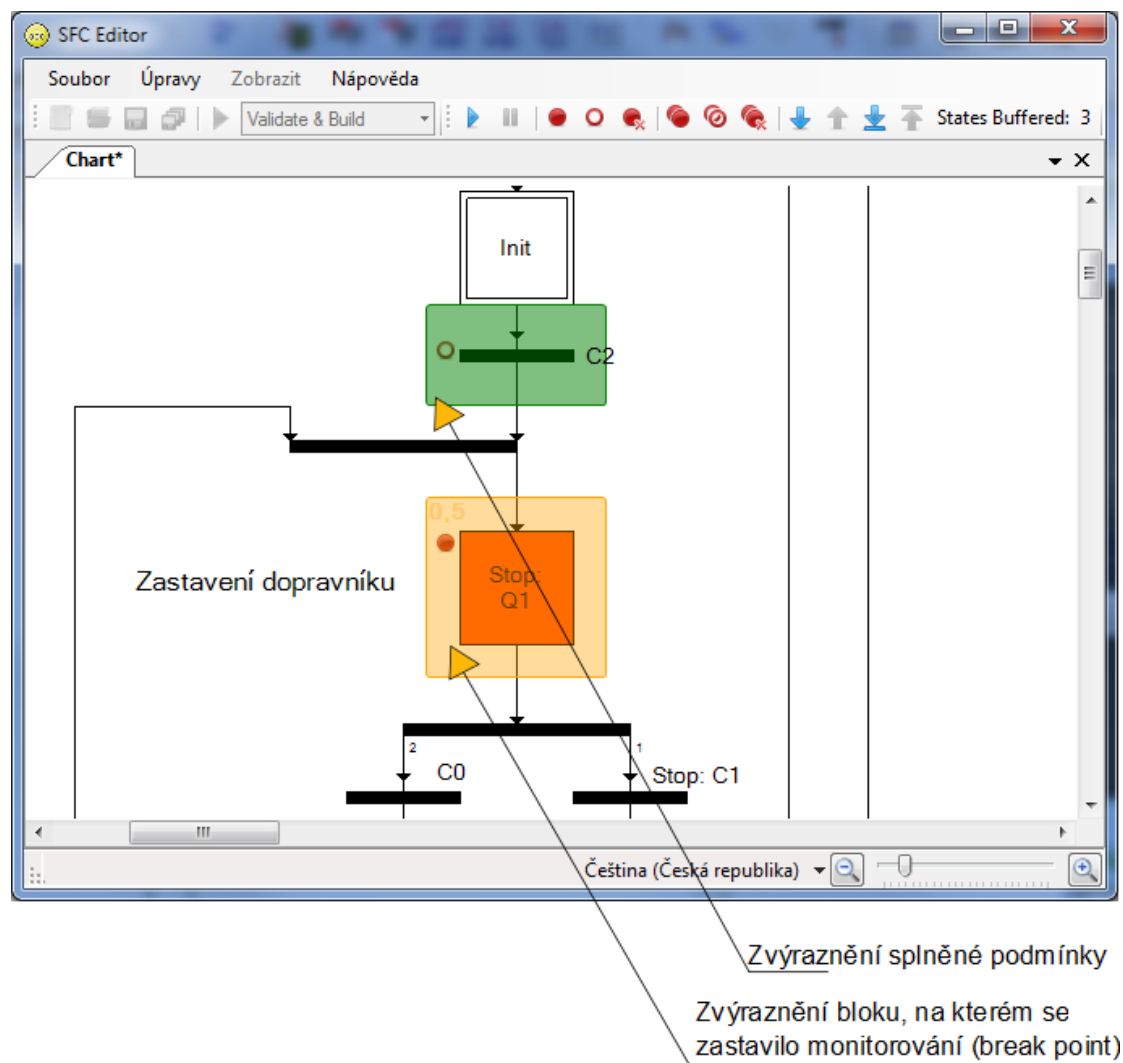 SFC Editor
Soubor Úpravy Zobrazit Nápověda
Validate & Build States Buffered: 3
Chart*
Init
C2
0,5
Zastavení dopravníku
Stop:
Q1
2 1
C0 Stop: C1
Čeština (Česká republika)
Zvýraznění splněné podmínky
Zvýraznění bloku, na kterém se
zastavilo monitorování (break point)